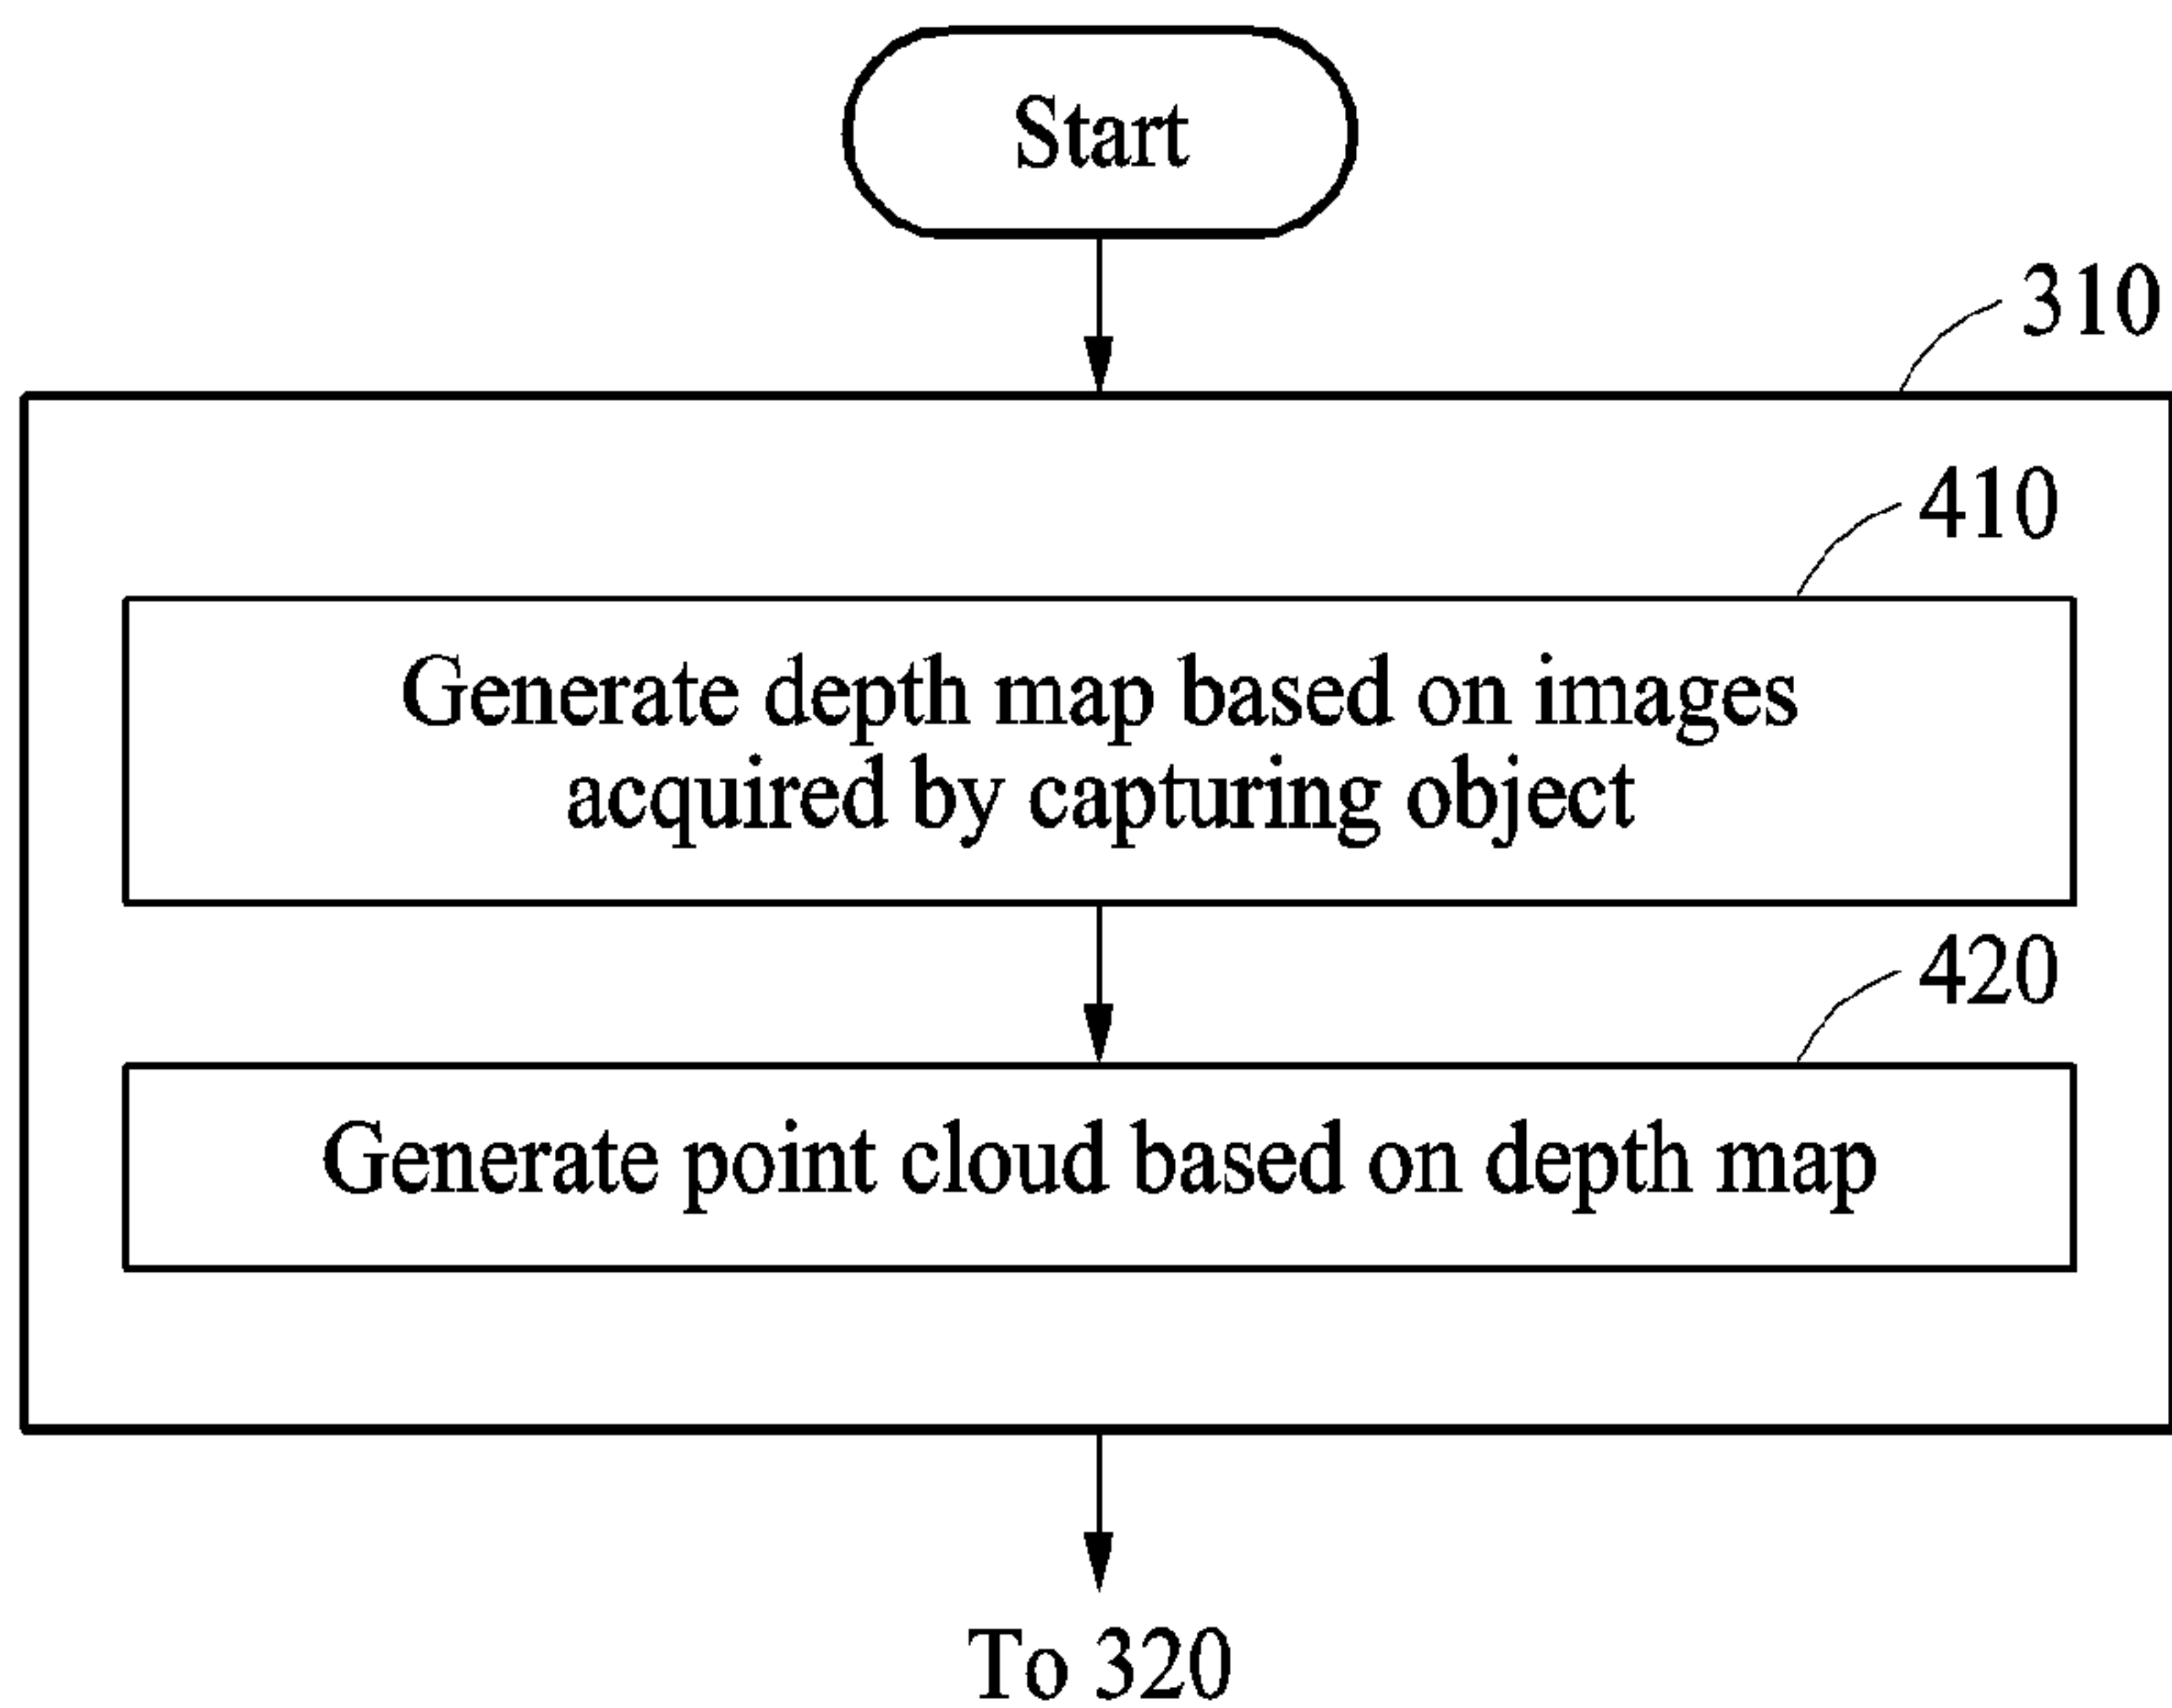 Start
310
410
Generate depth map based on images
acquired by capturing object
420
Generate point cloud based on depth map
To 320